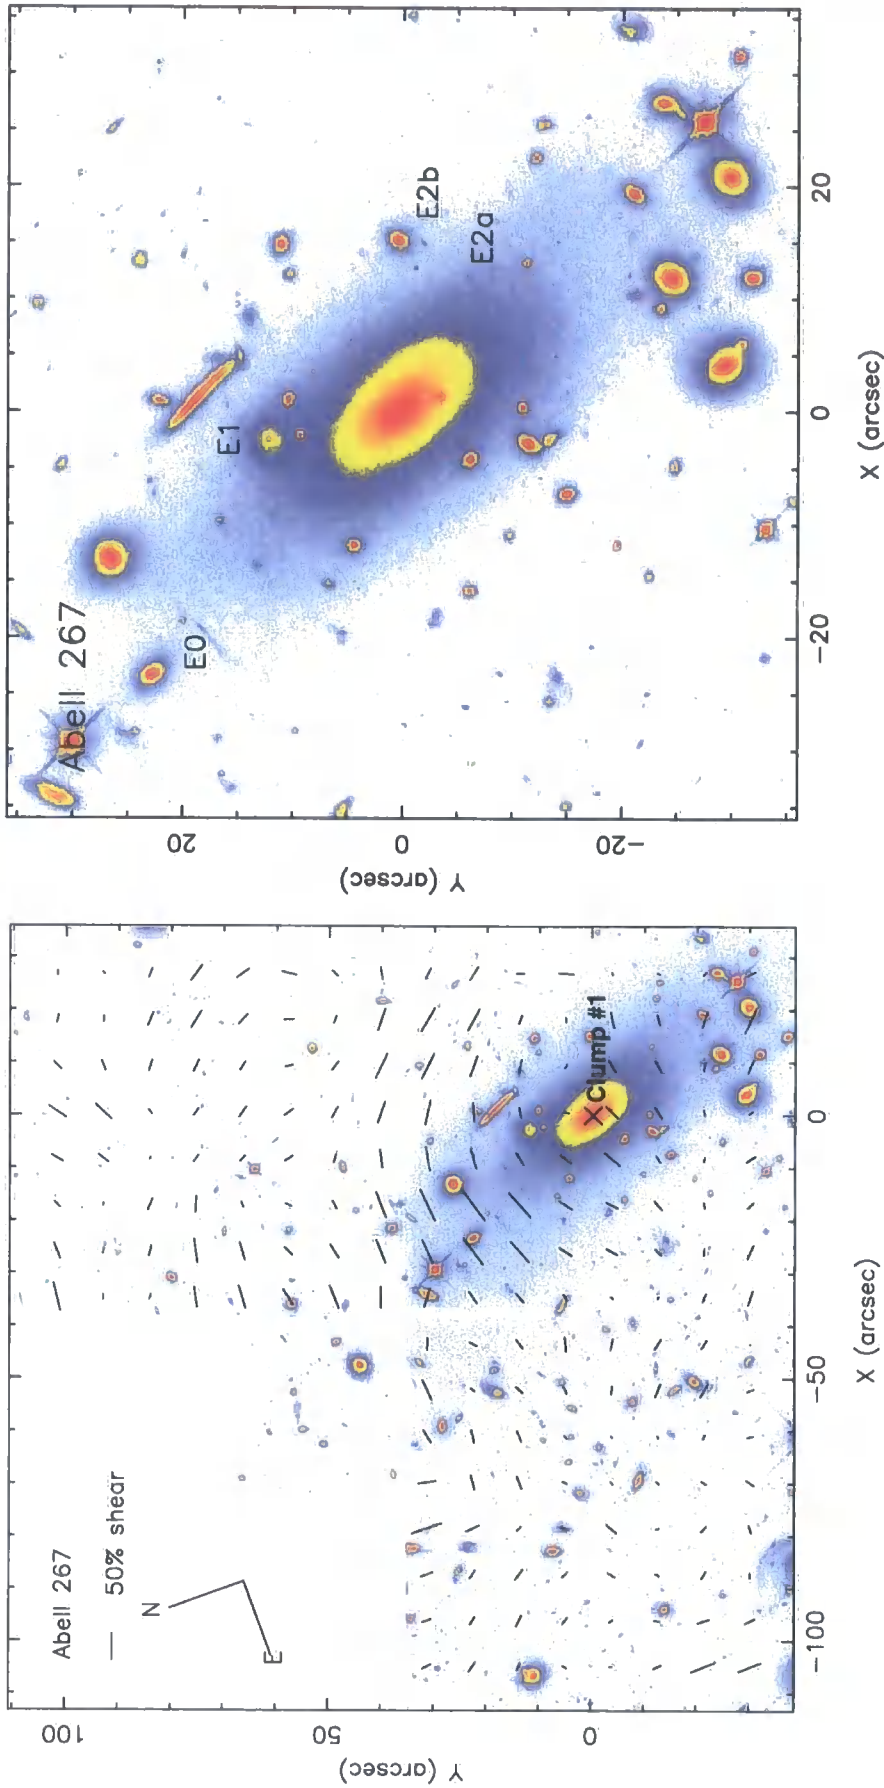 Abell 267
E0
E1
E2b
E2a
20
0
−20
Y (arcsec)
−20
0
20
X (arcsec)
Abell 267
50% shear
N
E
Clump #1
100
50
0
Y (arcsec)
−100
−50
0
X (arcsec)